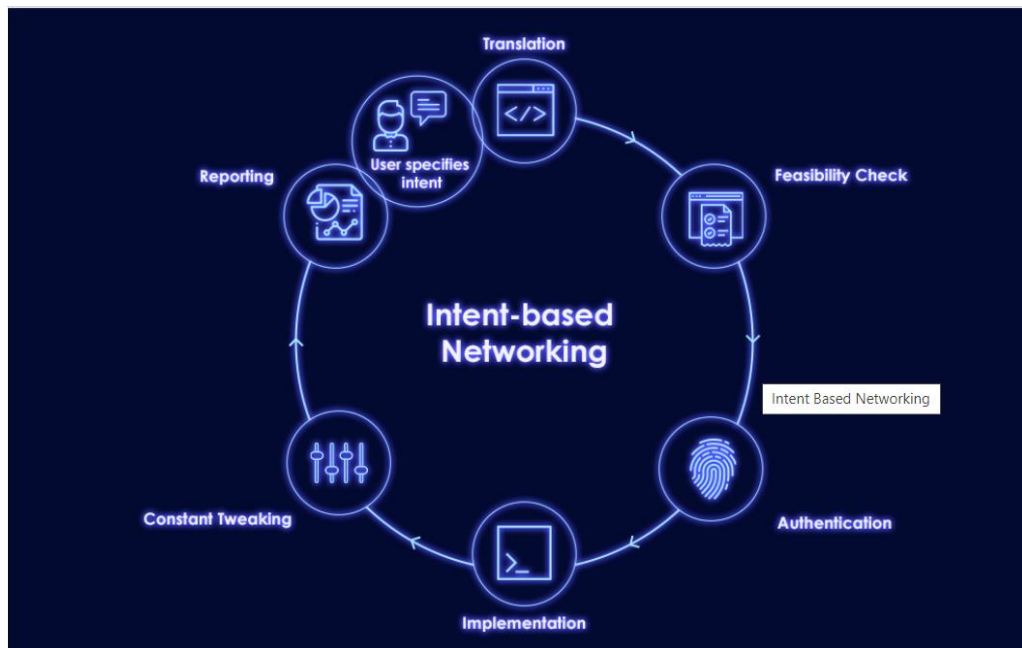 Translation
User specifies
intent
Reporting
Feasibility Check
Intent-based
Networking
Intent Based Networking
Constant Tweaking
Authentication
Implementation